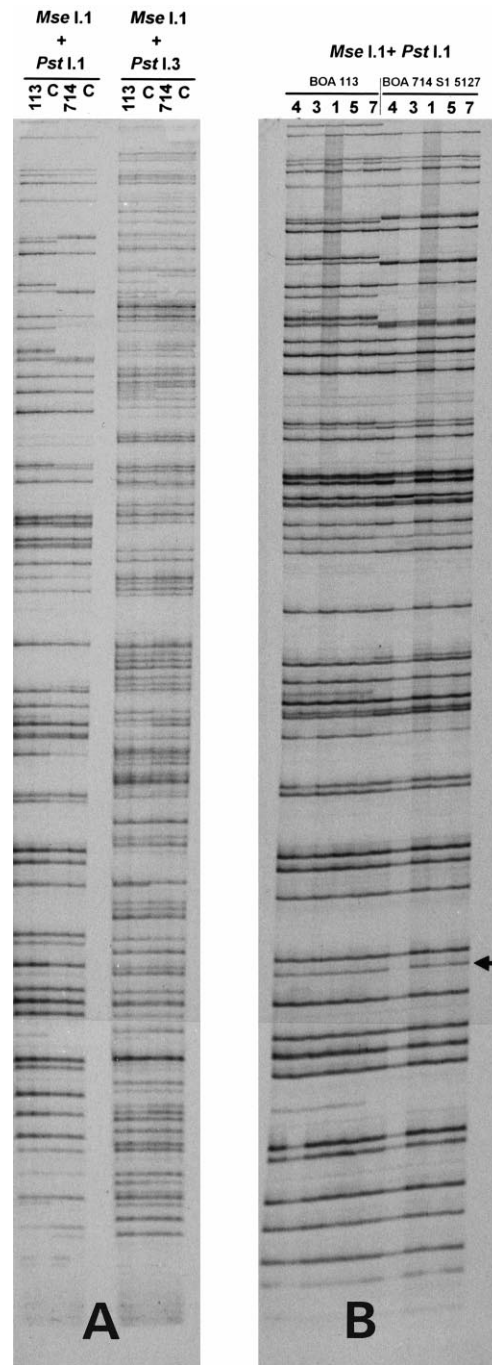 Mse I.1
+
Pst I.1
Mse I.1
+
Pst I.3
113 C 714 C
113 C 714 C
Mse I.1+ Pst I.1
BOA 113 BOA 714 S1 5127
4 3 1 5 7 4 3 1 5 7
A
B